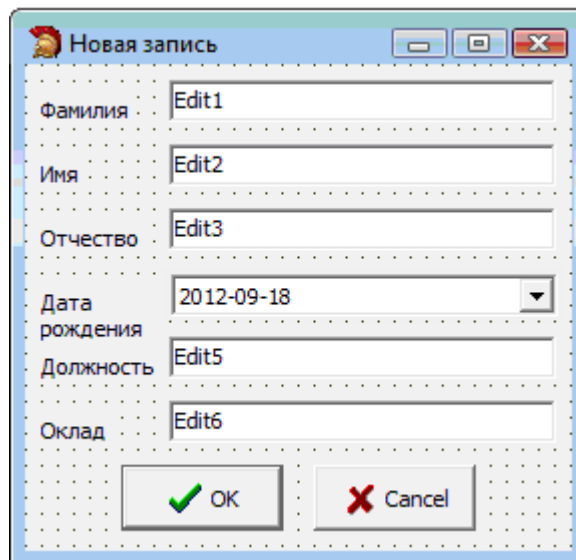 Новая запись
Фамилия Edit1
Имя Edit2
Отчество Edit3
Дата рождения 2012-09-18
Должность Edit5
Оклад Edit6
OK Cancel